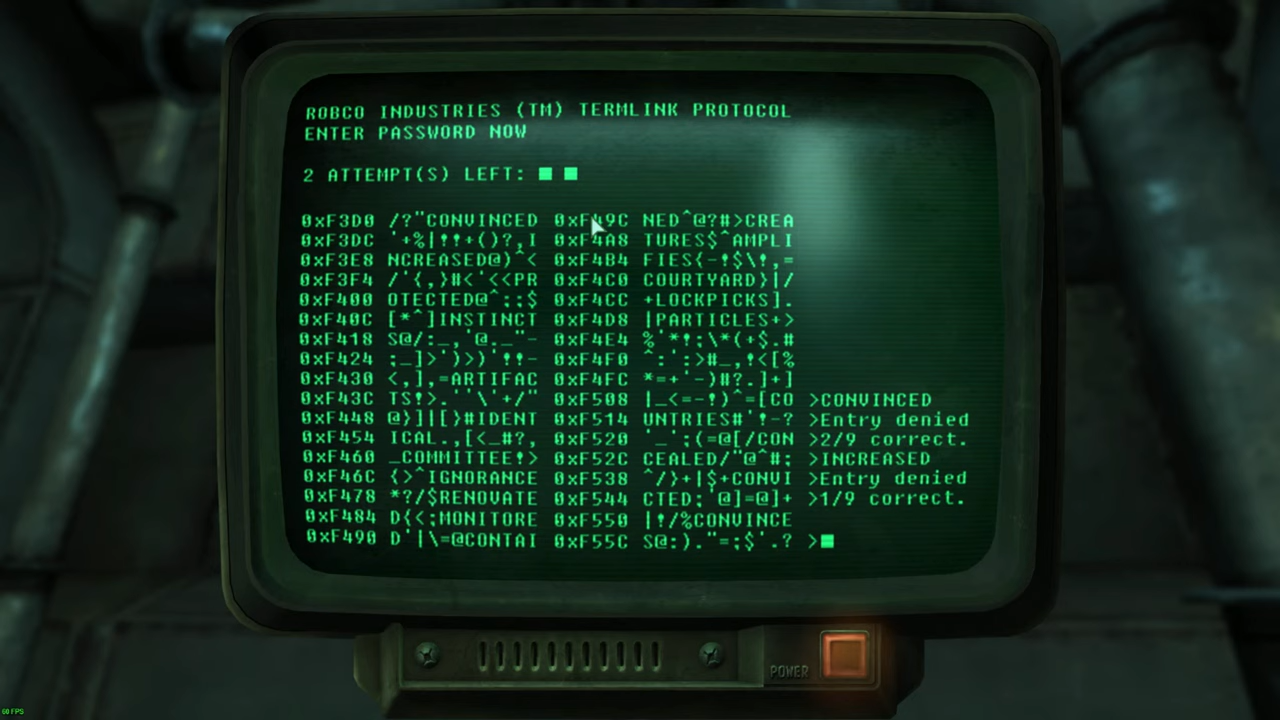 ROBCO INDUSTRIES (TM) TERMLINK PROTOCOL
ENTER PASSWORD NOW
2 ATTEMPT(S) LEFT: ■ ■
0xF3D0 /?"CONVINCED 0xF49C NED^@?#>CREA
0xF3DC '+%|!!+()?,I 0xF4A8 TURES$^AMPLI
0xF3E8 NCREASED@)^< 0xF4B4 FIES{-!$\!,=
0xF3F4 /'{,}#<'<<PR 0xF4C0 COURTYARD}|/
0xF400 OTECTED@^;;$ 0xF4CC +LOCKPICKS].
0xF40C [*^]INSTINCT 0xF4D8 |PARTICLES+>
0xF418 S@/:_,'@._"- 0xF4E4 %'*!;\*(+$.#
0xF424 ;_]>')>)'!!- 0xF4F0 ^:':>#_,!<[%
0xF430 <,],=ARTIFAC 0xF4FC *=+'-)#?.]+]
0xF43C TS!>.''\'+/" 0xF508 |_<=-!)^=[CO >CONVINCED
0xF448 @}]|[}#IDENT 0xF514 UNTRIES#'!-? >Entry denied
0xF454 ICAL.,[<_#?, 0xF520 '_';(=@[/CON >2/9 correct.
0xF460 _COMMITTEE!> 0xF52C CEALED/"@^#; >INCREASED
0xF46C {>^IGNORANCE 0xF538 ^/}+|$+CONVI >Entry denied
0xF478 *?/$RENOVATE 0xF544 CTED;'@]=@]+ >1/9 correct.
0xF484 D{<;MONITORE 0xF550 |!/%CONVINCE
0xF490 D'|\=@CONTAI 0xF55C S@:)."=;$'.? >■
POWER
60 FPS